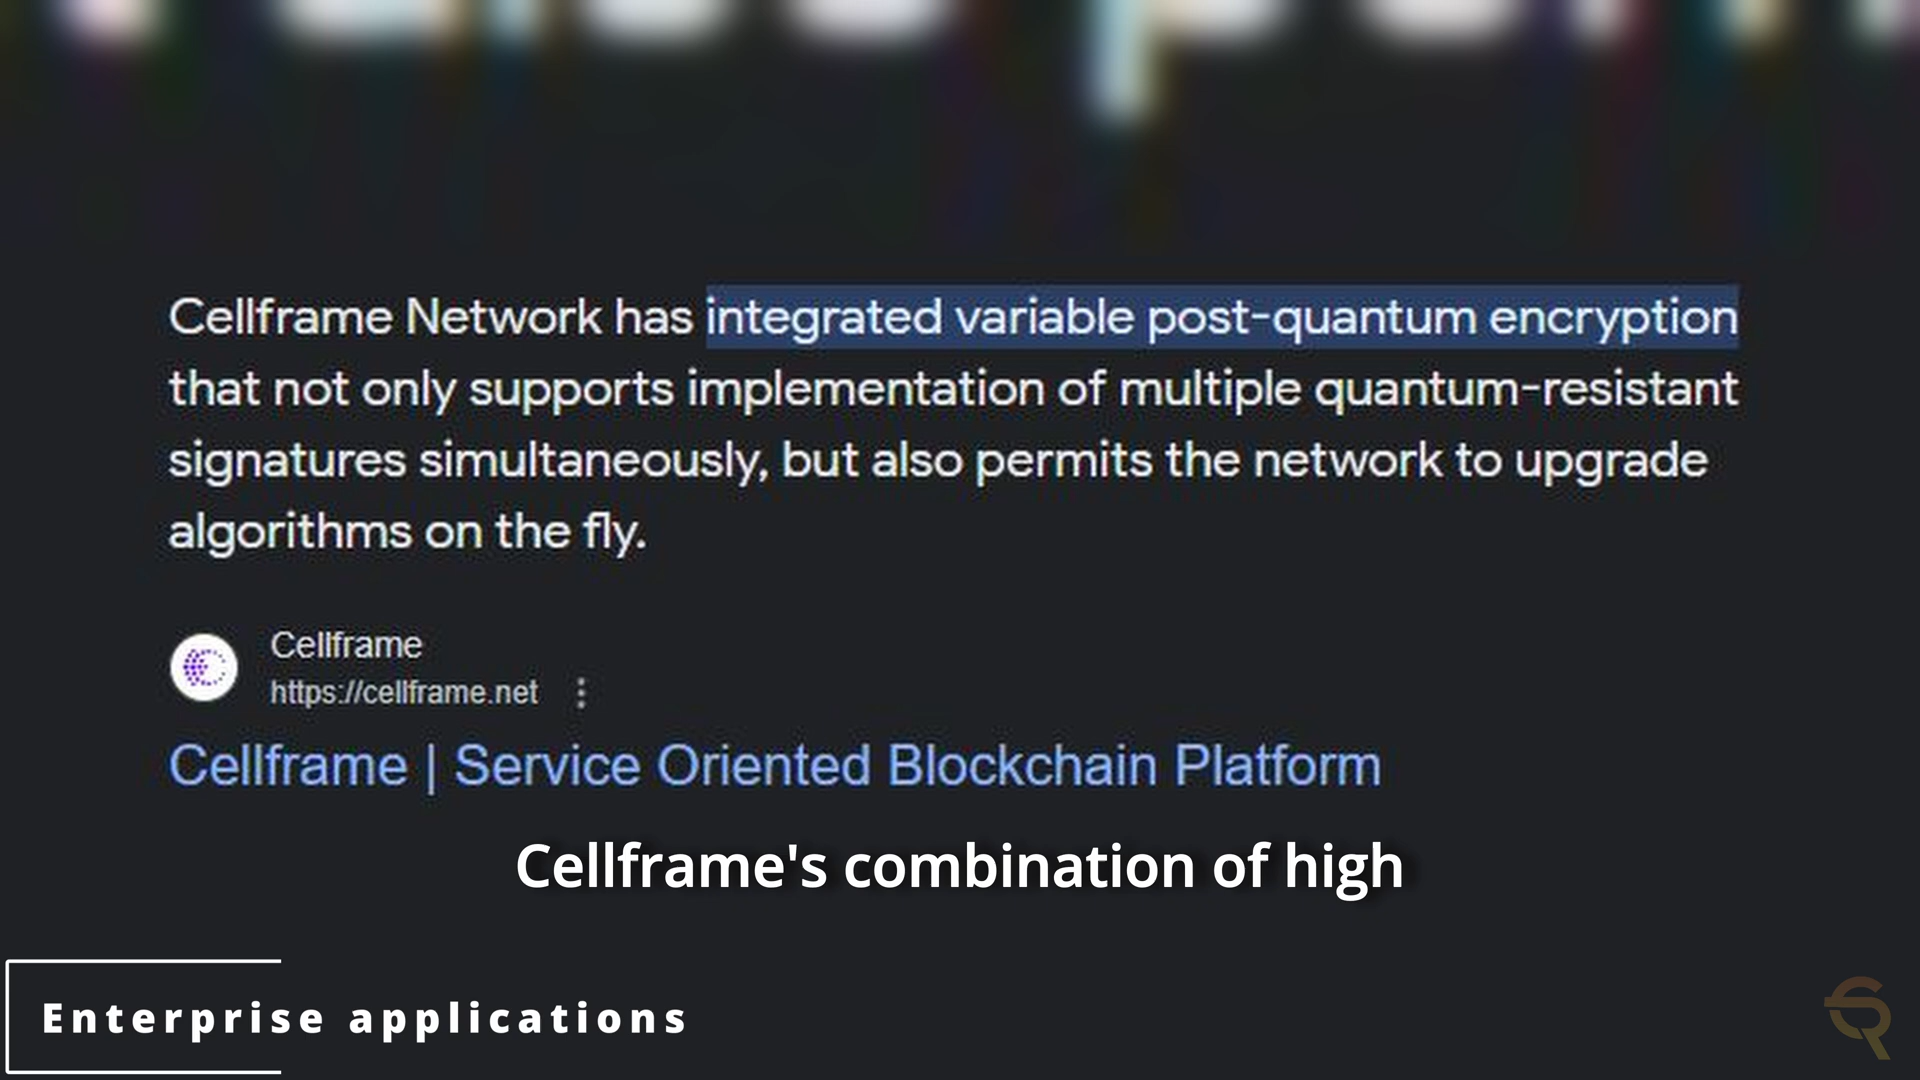 Cellframe Network has integrated variable post-quantum encryption
that not only supports implementation of multiple quantum-resistant
signatures simultaneously, but also permits the network to upgrade
algorithms on the fly.
Cellframe
https://cellframe.net
Cellframe | Service Oriented Blockchain Platform
Cellframe's combination of high
Enterprise applications